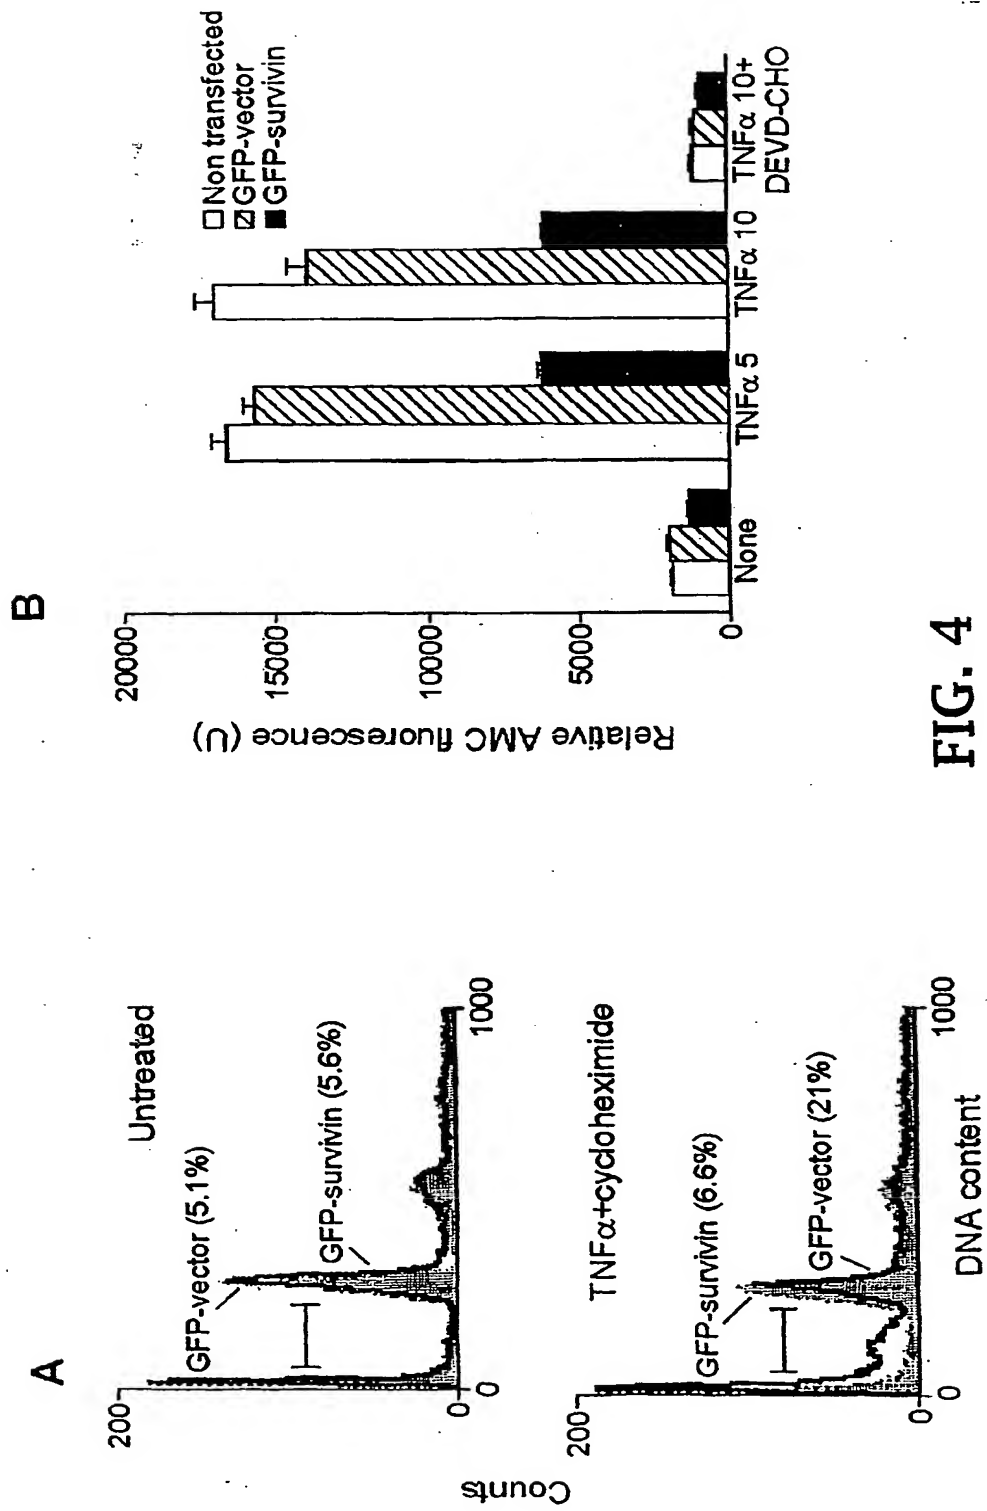 A
Untreated
200
GFP-vector (5.1%)
GFP-survivin (5.6%)
0
0
1000
TNFα+cycloheximide
200
GFP-survivin (6.6%)
GFP-vector (21%)
0
0
1000
Counts
DNA content
B
Relative AMC fluorescence (U)
20000
15000
10000
5000
0
Non transfected
GFP-vector
GFP-survivin
None
TNFα 5
TNFα 10
TNFα 10+
DEVD-CHO
FIG. 4